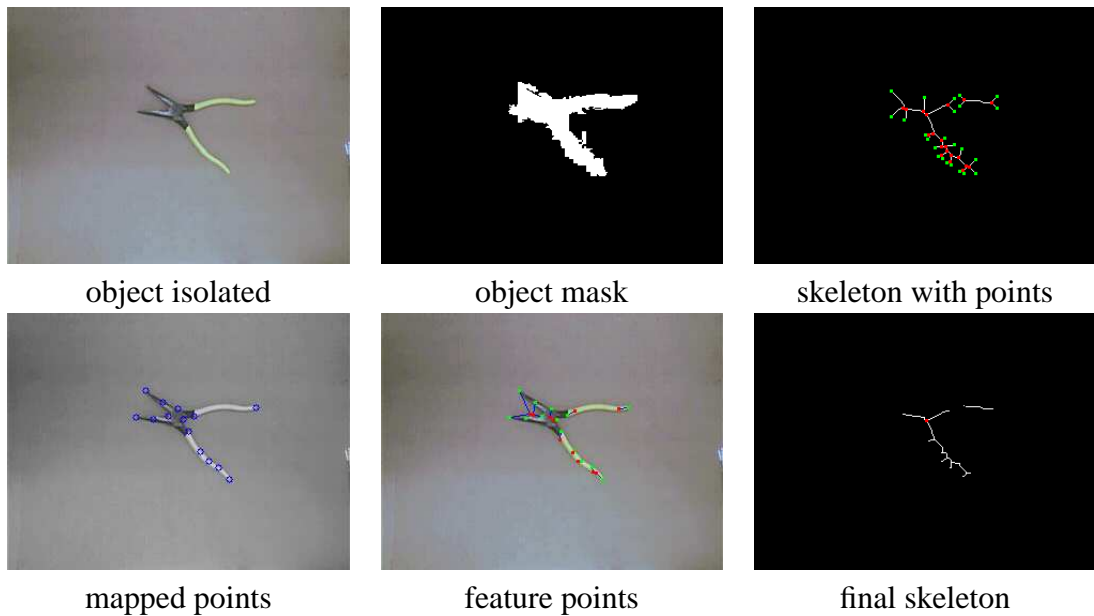 object isolated
object mask
skeleton with points
mapped points
feature points
final skeleton